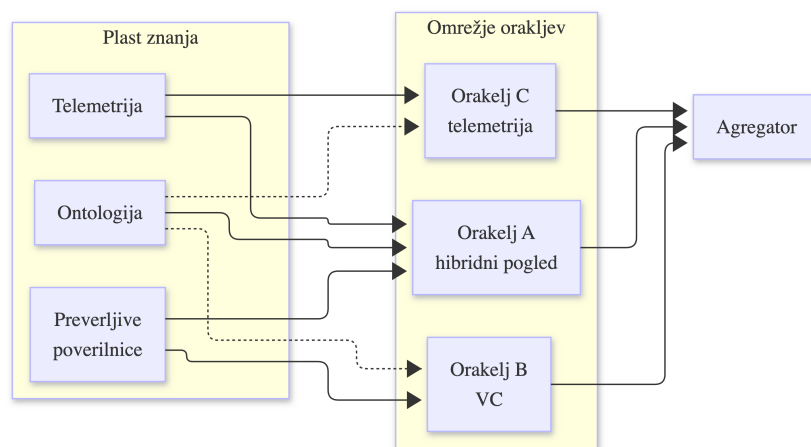 Plast znanja
Telemetrija
Ontologija
Preverljive
poverilnice
Omrežje orakljev
Orakelj C
telemetrija
Orakelj A
hibridni pogled
Orakelj B
VC
Agregator